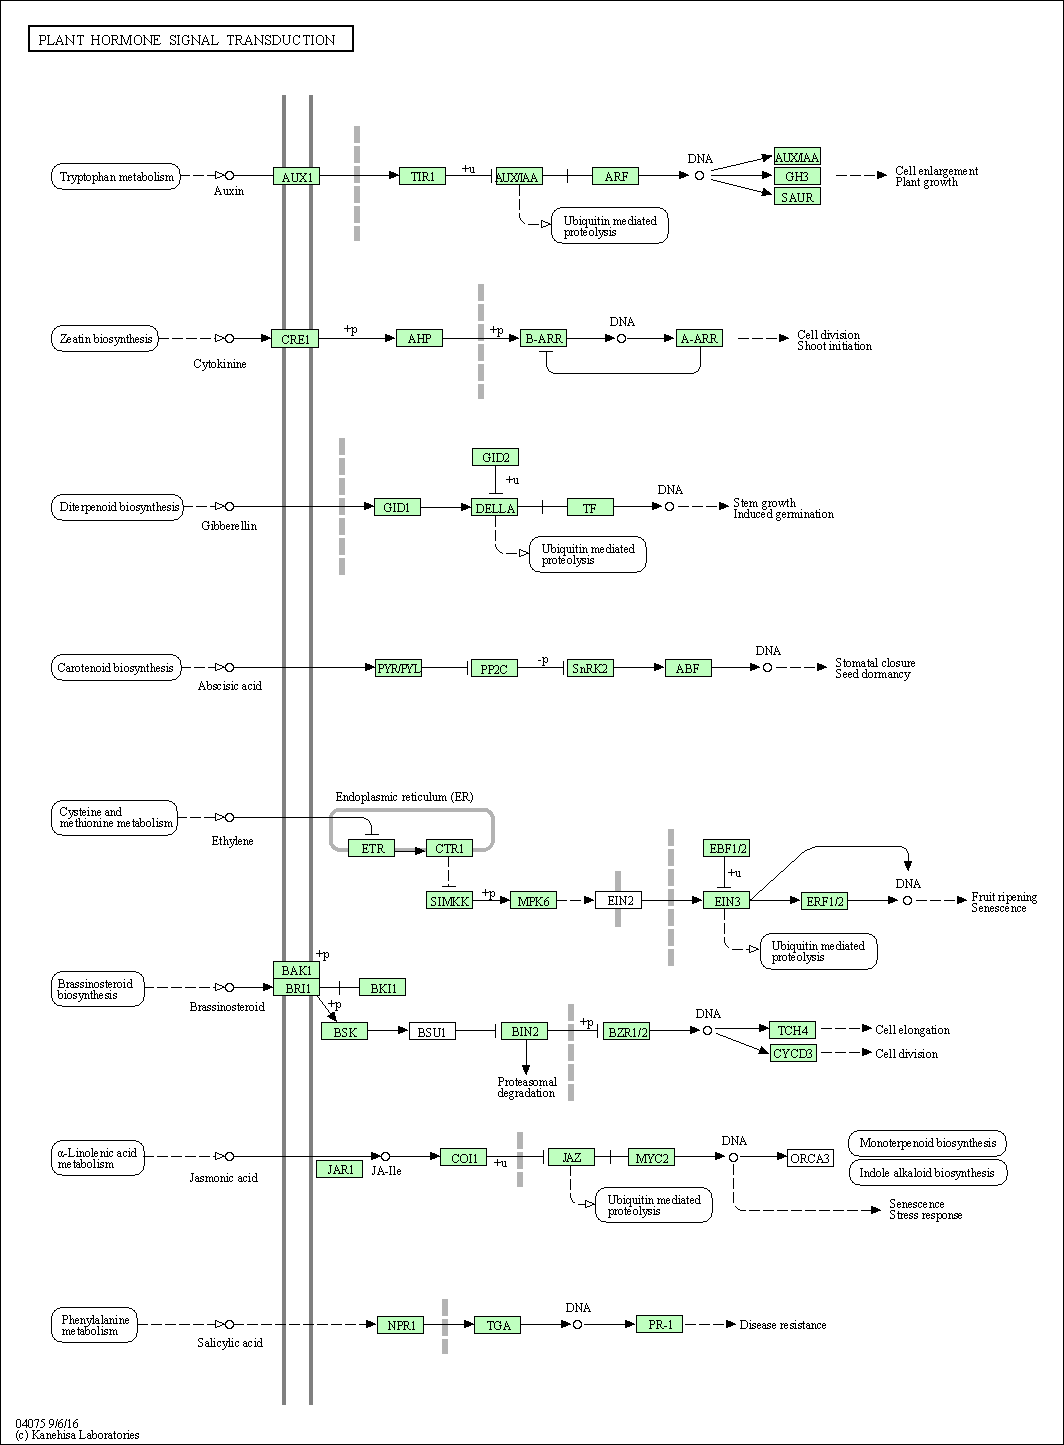 PLANT HORMONE SIGNAL TRANSDUCTION
Tryptophan metabolism
Auxin
AUX1
TIR1
+u
AUX/IAA
ARF
DNA
AUX/IAA
GH3
SAUR
Cell enlargement
Plant growth
Ubiquitin mediated
proteolysis
Zeatin biosynthesis
Cytokinine
CRE1
+p
AHP
+p
B-ARR
DNA
A-ARR
Cell division
Shoot initiation
Diterpenoid biosynthesis
Gibberellin
GID1
GID2
+u
DELLA
TF
DNA
Stem growth
Induced germination
Ubiquitin mediated
proteolysis
Carotenoid biosynthesis
Abscisic acid
PYR/PYL
PP2C
-p
SnRK2
ABF
DNA
Stomatal closure
Seed dormancy
Cysteine and
methionine metabolism
Ethylene
Endoplasmic reticulum (ER)
ETR
CTR1
SIMKK
+p
MPK6
EIN2
EBF1/2
+u
EIN3
ERF1/2
DNA
Fruit ripening
Senescence
Ubiquitin mediated
proteolysis
Brassinosteroid
biosynthesis
Brassinosteroid
BAK1
+p
BRI1
BKI1
+p
BSK
BSU1
BIN2
+p
BZR1/2
DNA
TCH4
Cell elongation
CYCD3
Cell division
Proteasomal
degradation
α-Linolenic acid
metabolism
Jasmonic acid
JAR1
JA-Ile
COI1
+u
JAZ
MYC2
DNA
ORCA3
Monoterpenoid biosynthesis
Indole alkaloid biosynthesis
Ubiquitin mediated
proteolysis
Senescence
Stress response
Phenylalanine
metabolism
Salicylic acid
NPR1
TGA
DNA
PR-1
Disease resistance
04075 9/6/16
(c) Kanehisa Laboratories